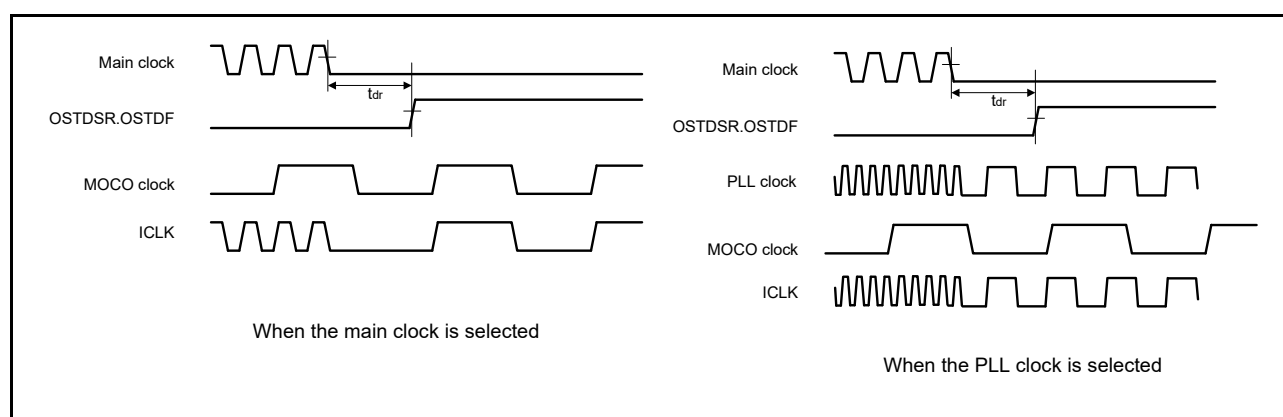 Main clock
tdr
OSTDSR.OSTDF
MOCO clock
ICLK
When the main clock is selected
Main clock
tdr
OSTDSR.OSTDF
PLL clock
MOCO clock
ICLK
When the PLL clock is selected